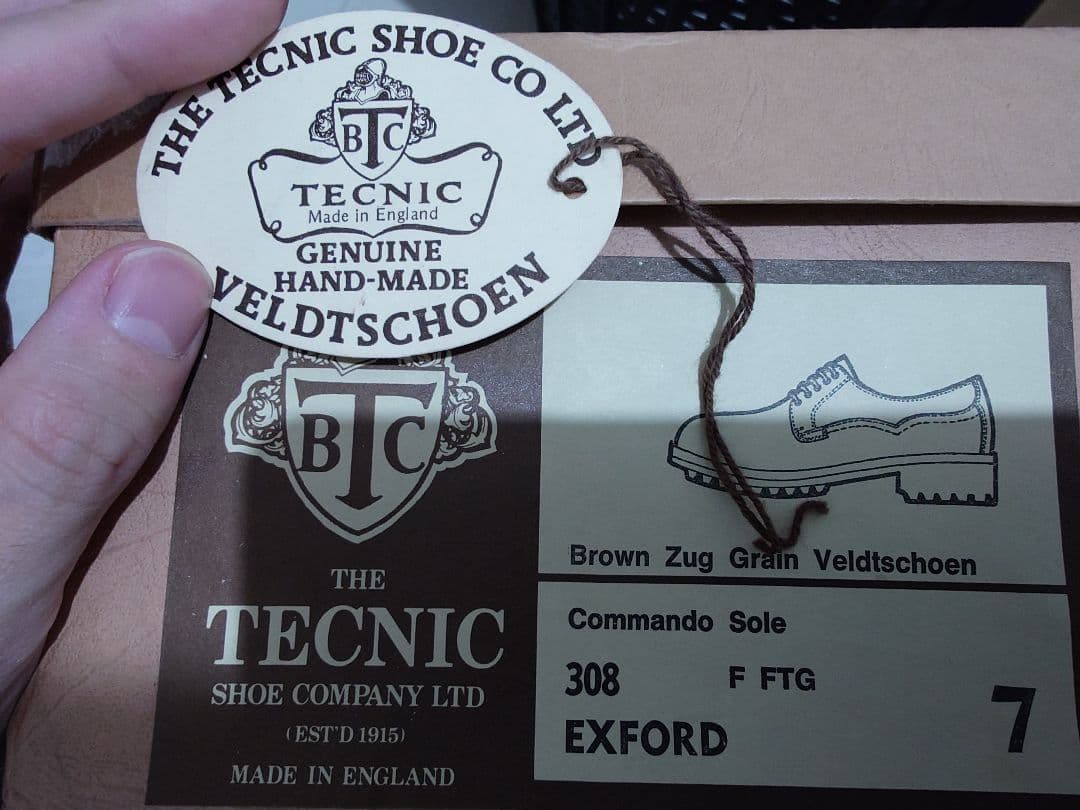 THE TECNIC SHOE CO LTD
BTC
TECNIC
Made in England
GENUINE
HAND-MADE
VELDTSCHOEN
BTC
THE
TECNIC
SHOE COMPANY LTD
(EST'D 1915)
MADE IN ENGLAND
Brown Zug Grain Veldtschoen
Commando Sole
308 F FTG
EXFORD 7